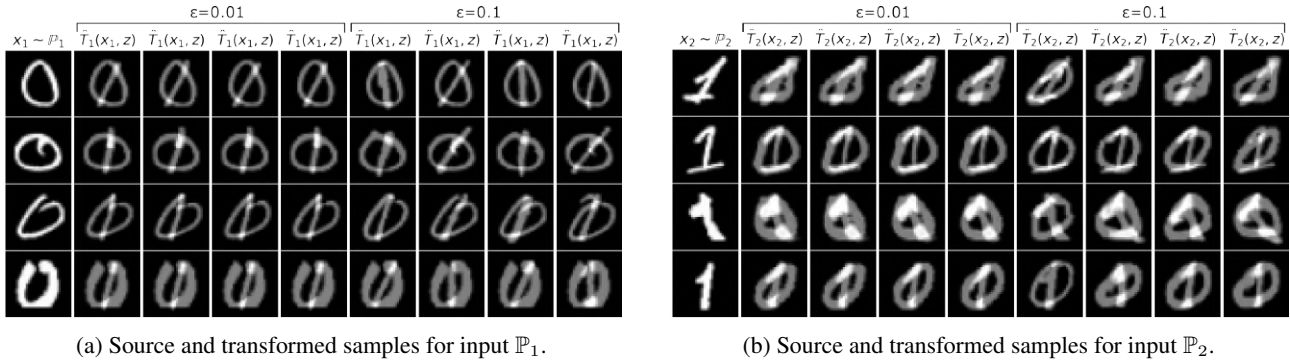 ε=0.01 ε=0.1
x₁ ~ ℙ₁ T̈₁(x₁, z) T̈₁(x₁, z) T̈₁(x₁, z) T̈₁(x₁, z) T̈₁(x₁, z) T̈₁(x₁, z) T̈₁(x₁, z) T̈₁(x₁, z)
(a) Source and transformed samples for input ℙ₁.
ε=0.01 ε=0.1
x₂ ~ ℙ₂ T̈₂(x₂, z) T̈₂(x₂, z) T̈₂(x₂, z) T̈₂(x₂, z) T̈₂(x₂, z) T̈₂(x₂, z) T̈₂(x₂, z) T̈₂(x₂, z)
(b) Source and transformed samples for input ℙ₂.